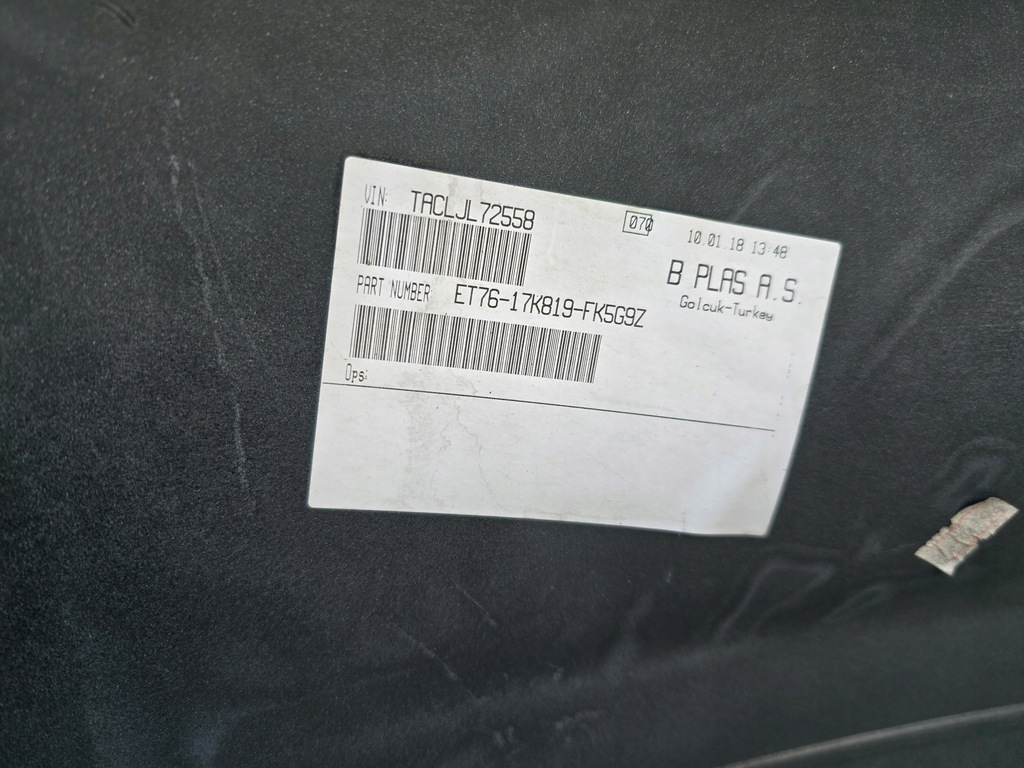 VIN: TACLJL72558
070
10.01.18 13:48
B PLAS A.S.
Golcuk-Turkey
PART NUMBER: ET76-17K819-FK5G9Z
Ops: